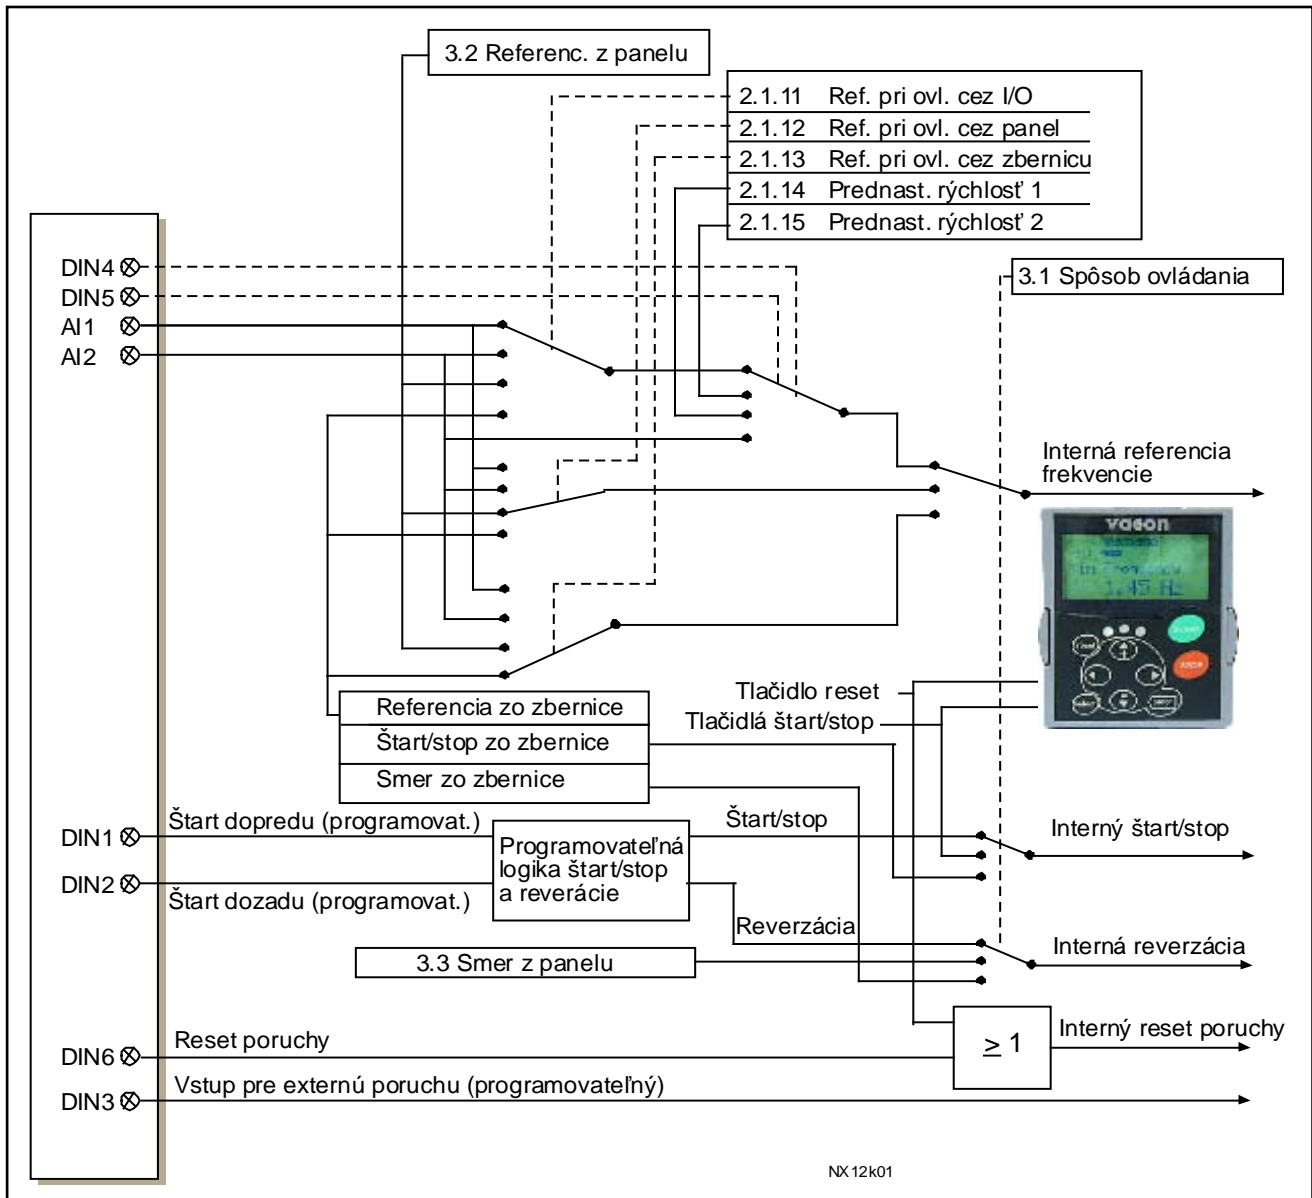 3.2 Referenc. z panelu
2.1.11 Ref. pri ovl. cez I/O
2.1.12 Ref. pri ovl. cez panel
2.1.13 Ref. pri ovl. cez zbernicu
2.1.14 Prednast. rýchlosť 1
2.1.15 Prednast. rýchlosť 2
3.1 Spôsob ovládania
DIN4
DIN5
AI1
AI2
Interná referencia
frekvencie
vacon
1.45 Hz
Tlačidlo reset
Tlačidlá štart/stop
Referencia zo zbernice
Štart/stop zo zbernice
Smer zo zbernice
DIN1
Štart dopredu (programovat.)
Programovateľná
logika štart/stop
a reverácie
Štart/stop
Interný štart/stop
DIN2
Štart dozadu (programovat.)
Reverzácia
Interná reverzácia
3.3 Smer z panelu
DIN6
Reset poruchy
≥ 1
Interný reset poruchy
DIN3
Vstup pre externú poruchu (programovateľný)
NX12k01